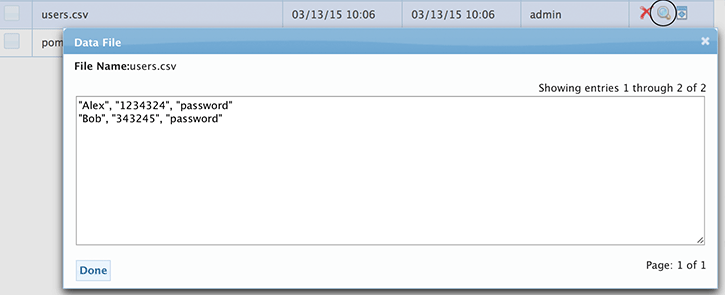 users.csv 03/13/15 10:06 03/13/15 10:06 admin
pom
Data File
File Name:users.csv
Showing entries 1 through 2 of 2
"Alex", "1234324", "password"
"Bob", "343245", "password"
Done
Page: 1 of 1